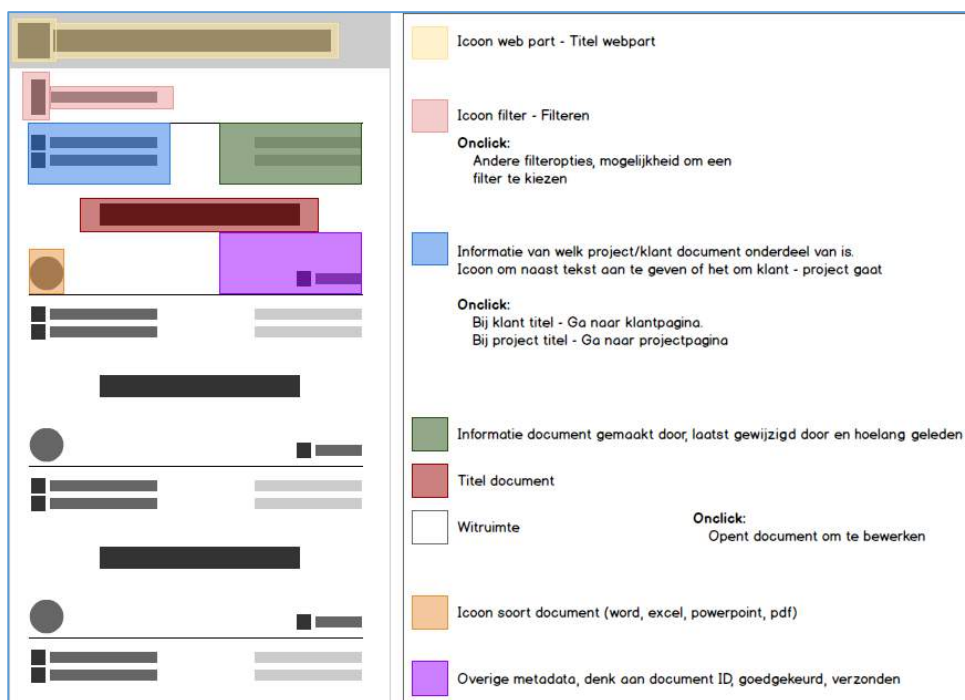 Icoon web part - Titel webpart
Icoon filter - Filteren
Onclick:
Andere filteropties, mogelijkheid om een
filter te kiezen
Informatie van welk project/klant document onderdeel van is.
Icoon om naast tekst aan te geven of het om klant - project gaat
Onclick:
Bij klant titel - Ga naar klantpagina.
Bij project titel - Ga naar projectpagina
Informatie document gemaakt door, laatst gewijzigd door en hoelang geleden
Titel document
Witruimte
Onclick:
Opent document om te bewerken
Icoon soort document (word, excel, powerpoint, pdf)
Overige metadata, denk aan document ID, goedgekeurd, verzonden